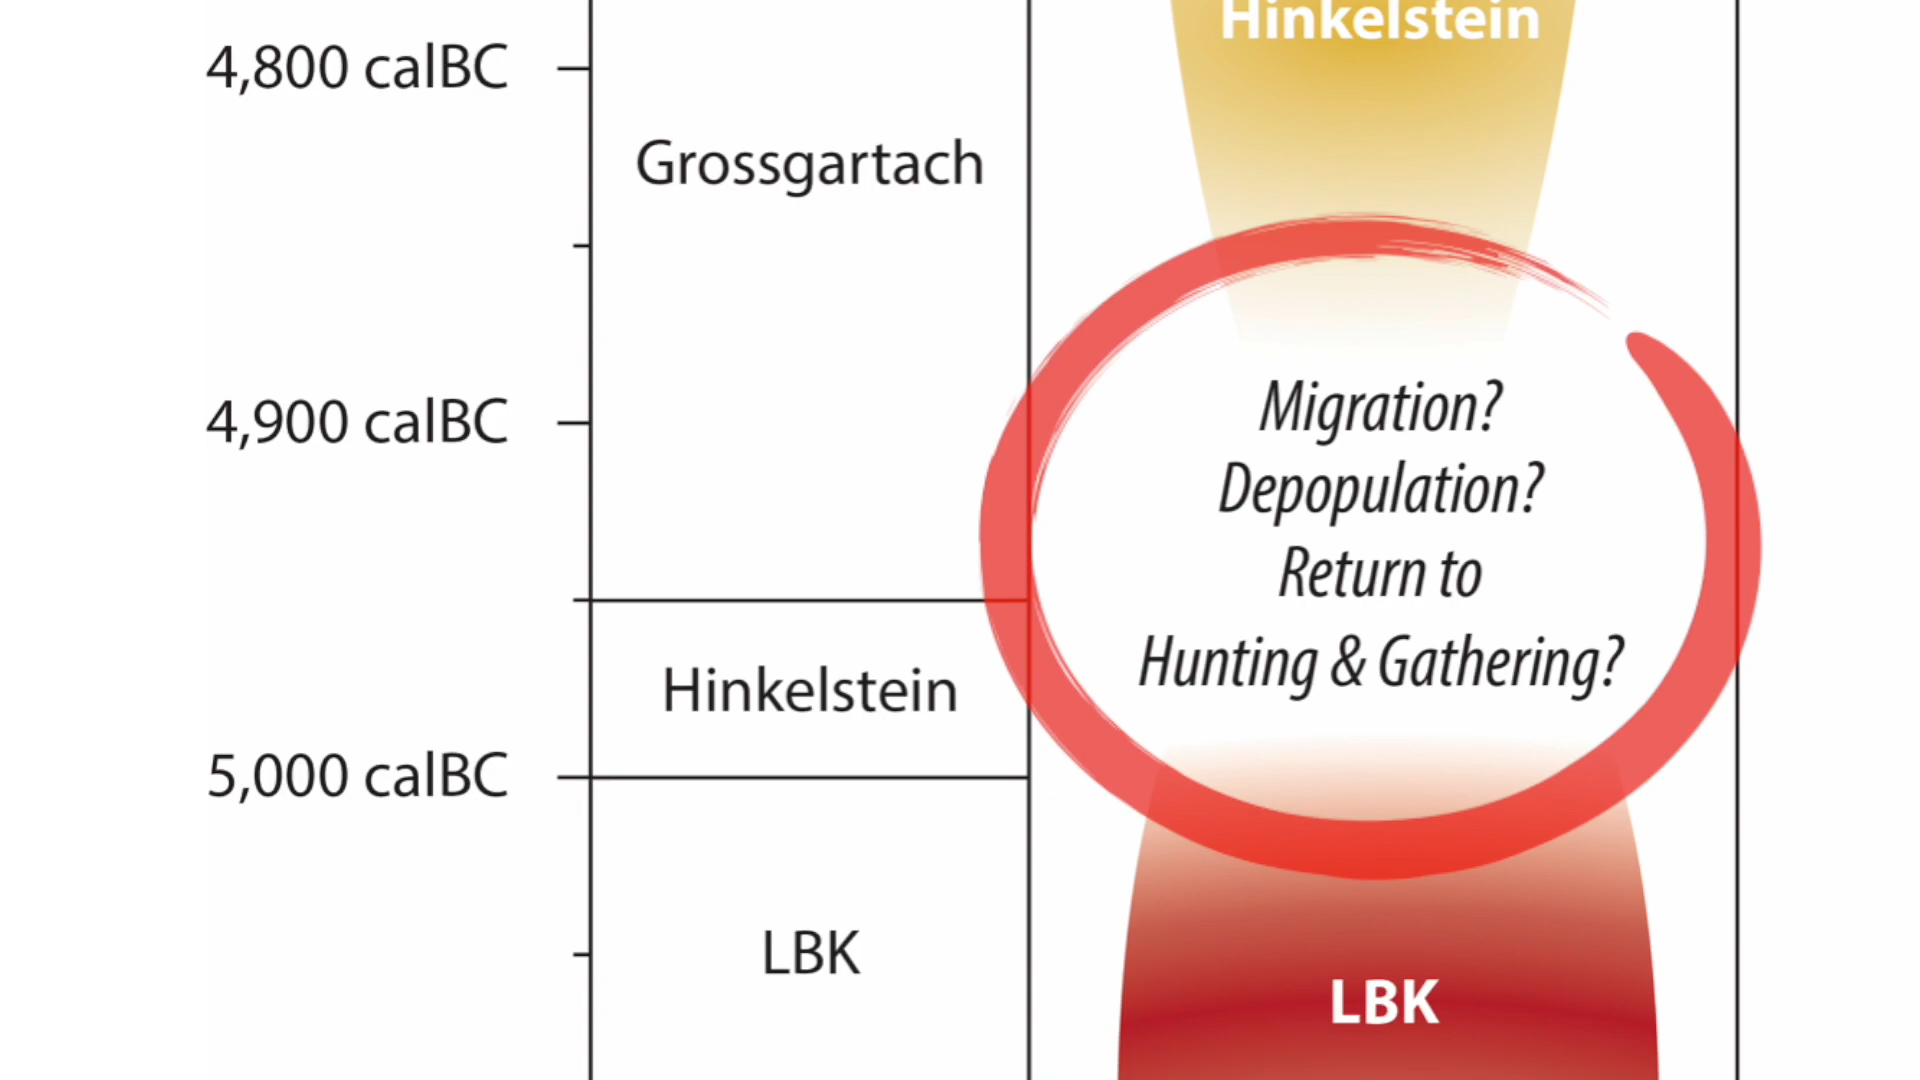 Hinkelstein
4,800 calBC
Grossgartach
4,900 calBC
Migration?
Depopulation?
Return to
Hunting & Gathering?
Hinkelstein
5,000 calBC
LBK
LBK